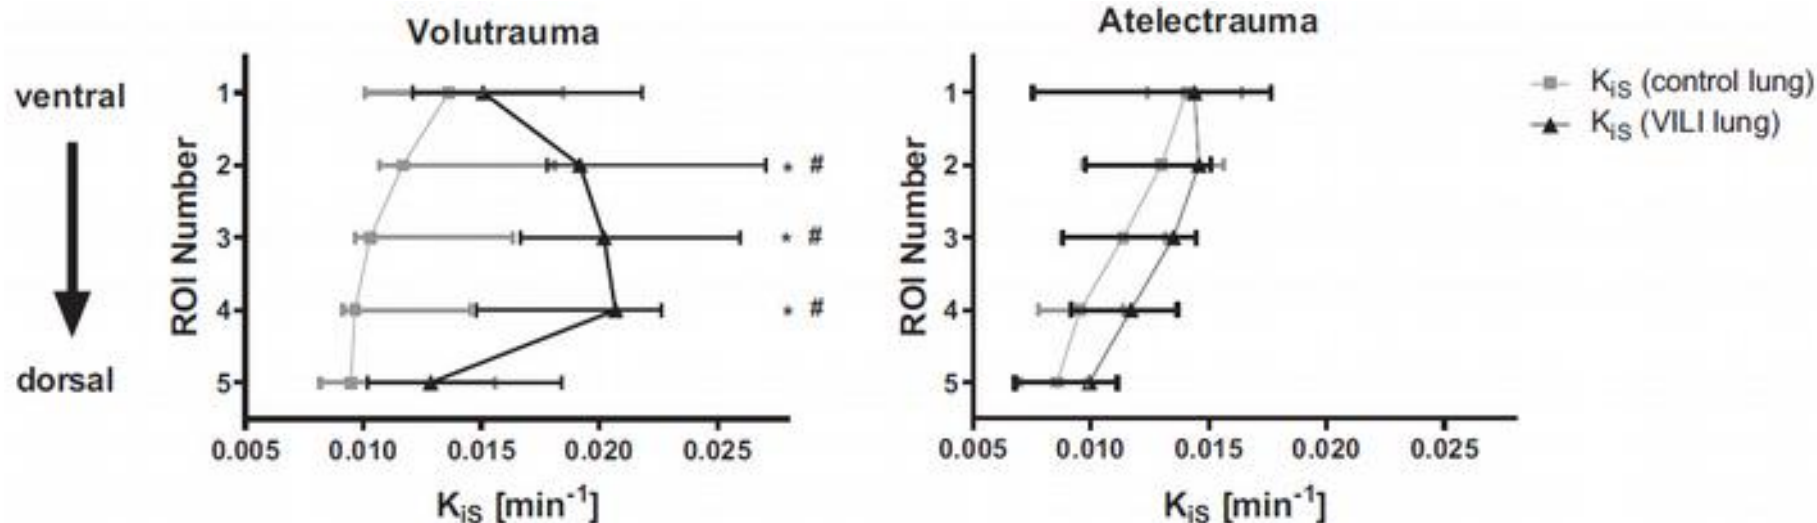 Volutrauma
Atelectrauma
ventral
dorsal
ROI Number
1
2
3
4
5
* #
* #
* #
0.005 0.010 0.015 0.020 0.025
KiS [min-1]
ROI Number
1
2
3
4
5
0.005 0.010 0.015 0.020 0.025
KiS [min-1]
KiS (control lung)
KiS (VILI lung)